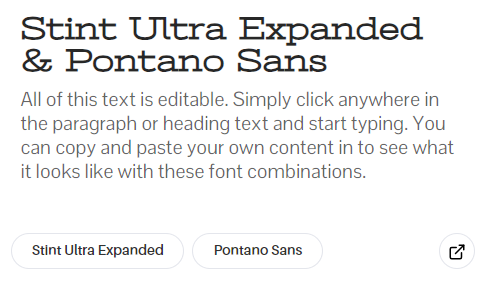 Stint Ultra Expanded
& Pontano Sans
All of this text is editable. Simply click anywhere in
the paragraph or heading text and start typing. You
can copy and paste your own content in to see what
it looks like with these font combinations.
Stint Ultra Expanded
Pontano Sans